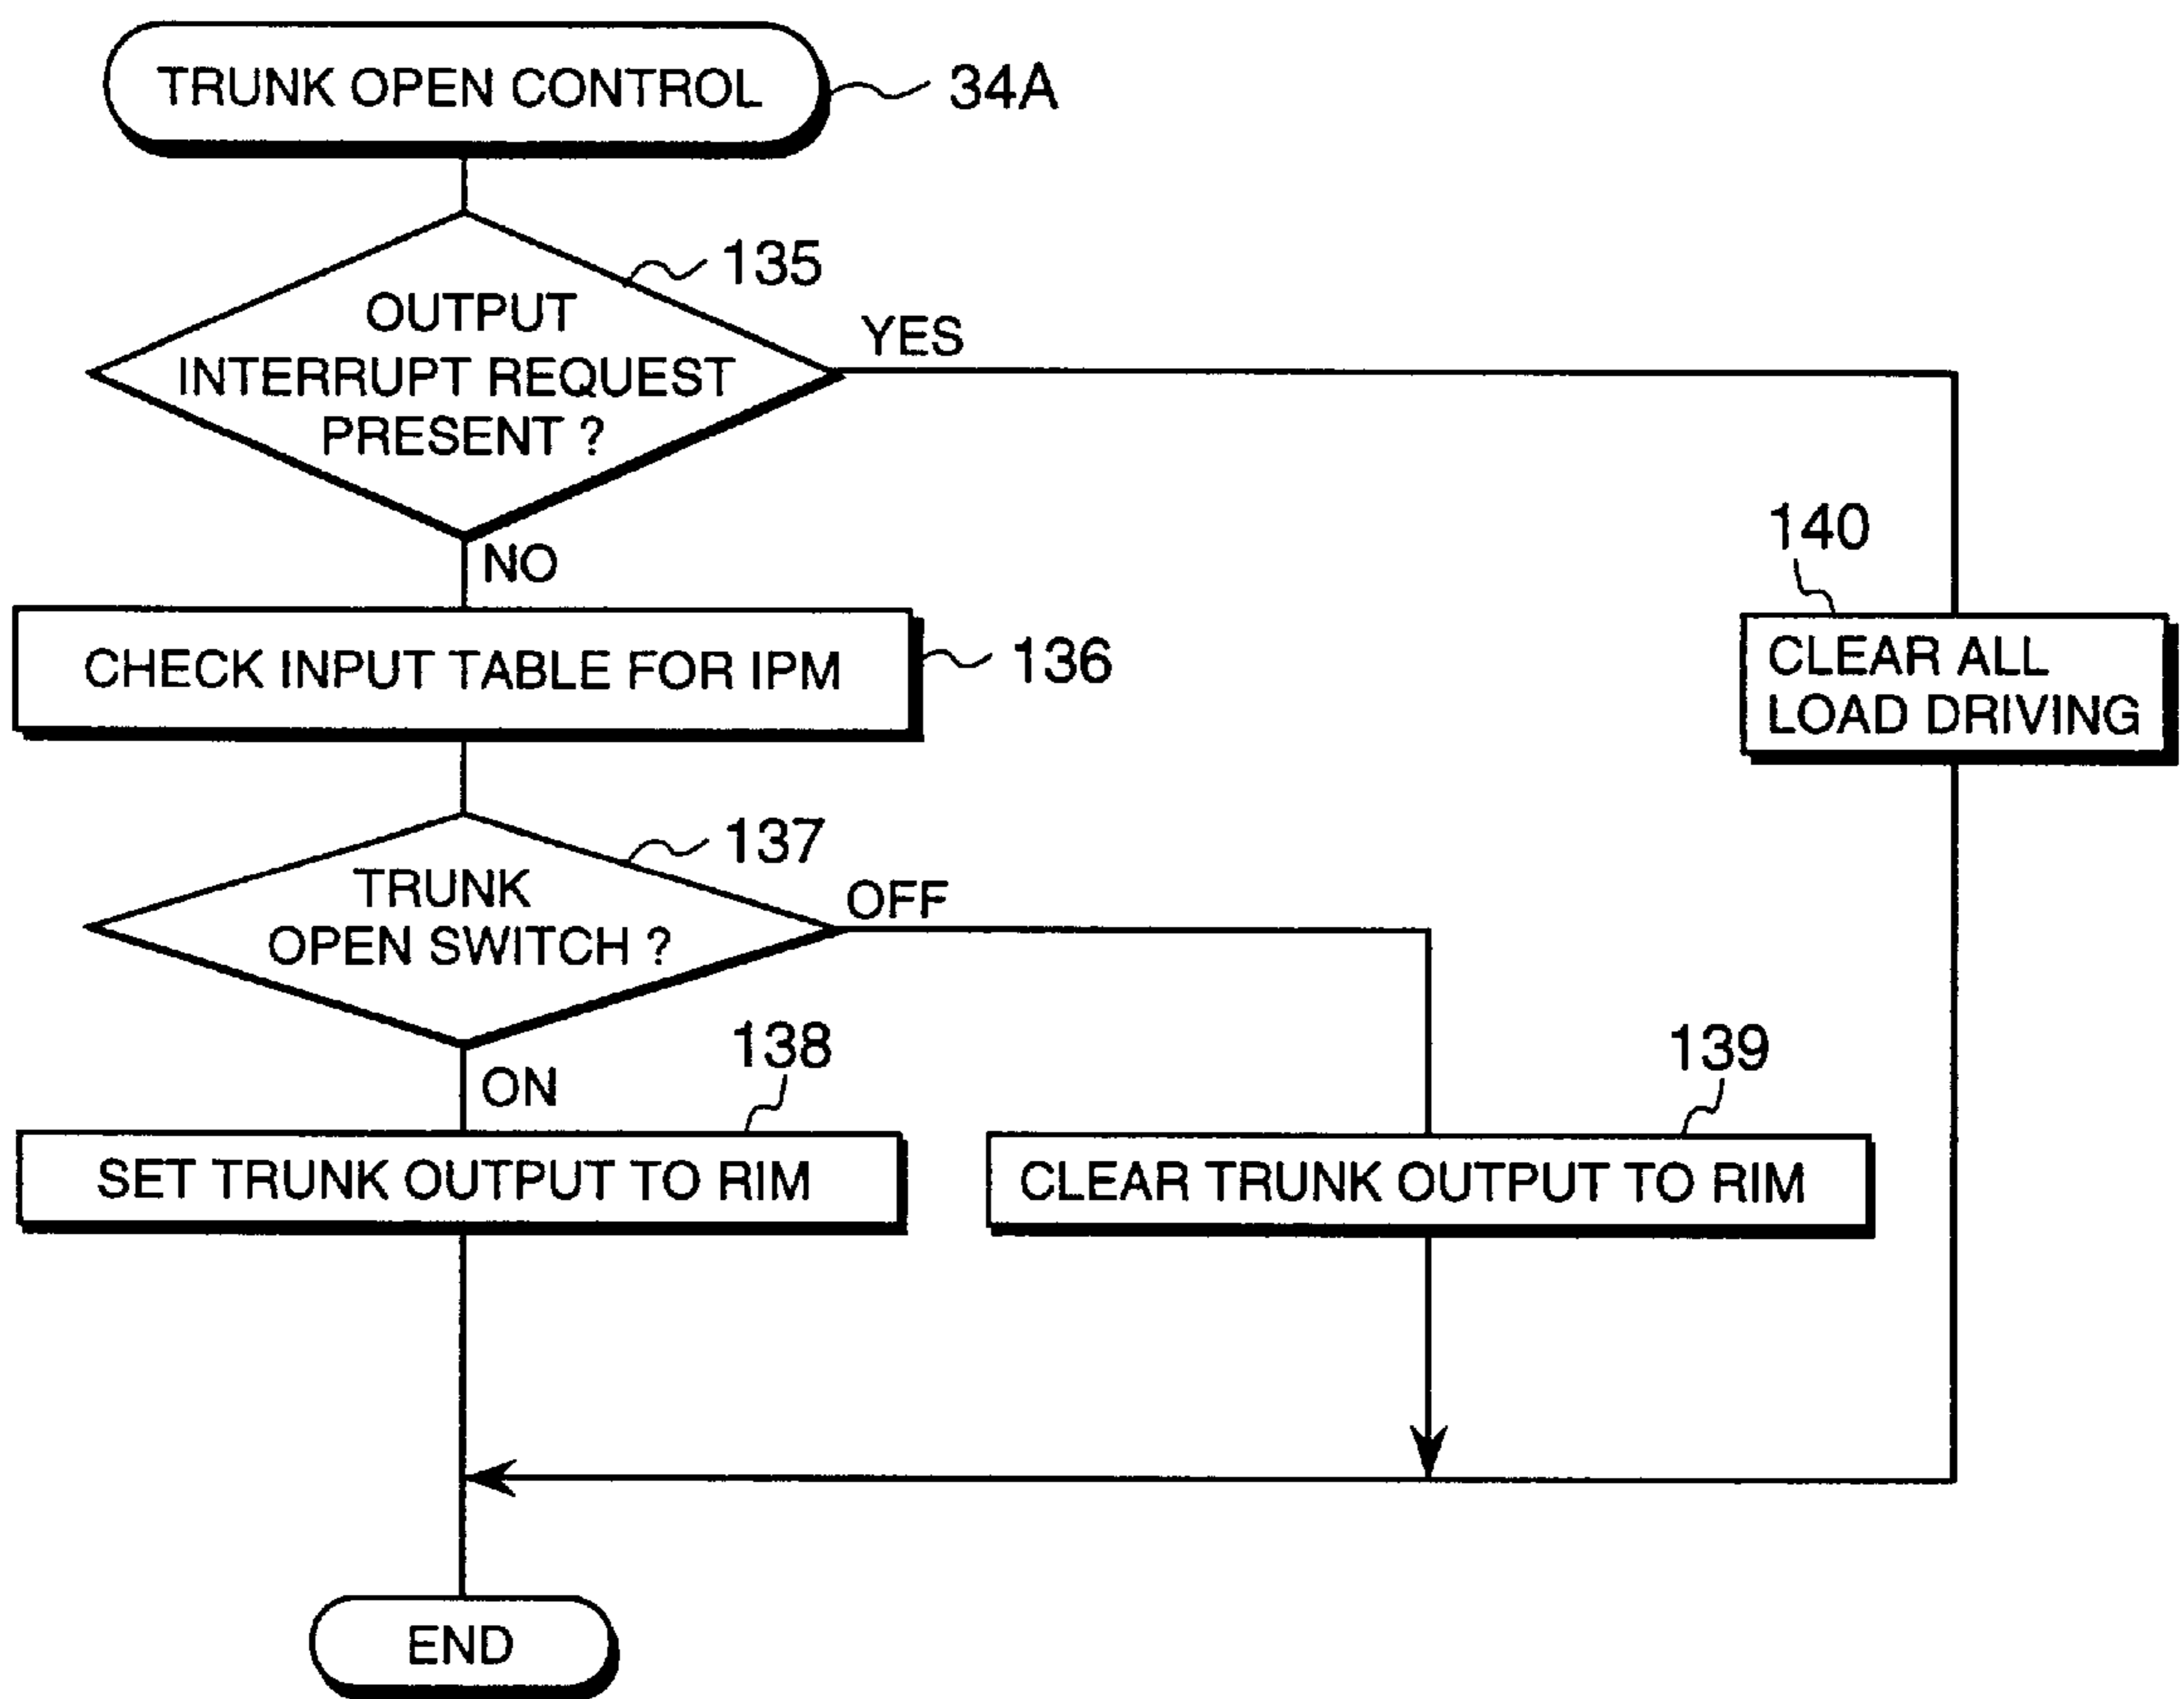 TRUNK OPEN CONTROL
34A
135
OUTPUT
INTERRUPT REQUEST
PRESENT ?
YES
NO
140
CLEAR ALL
LOAD DRIVING
CHECK INPUT TABLE FOR IPM
136
137
TRUNK
OPEN SWITCH ?
OFF
ON
138
SET TRUNK OUTPUT TO RIM
139
CLEAR TRUNK OUTPUT TO RIM
END